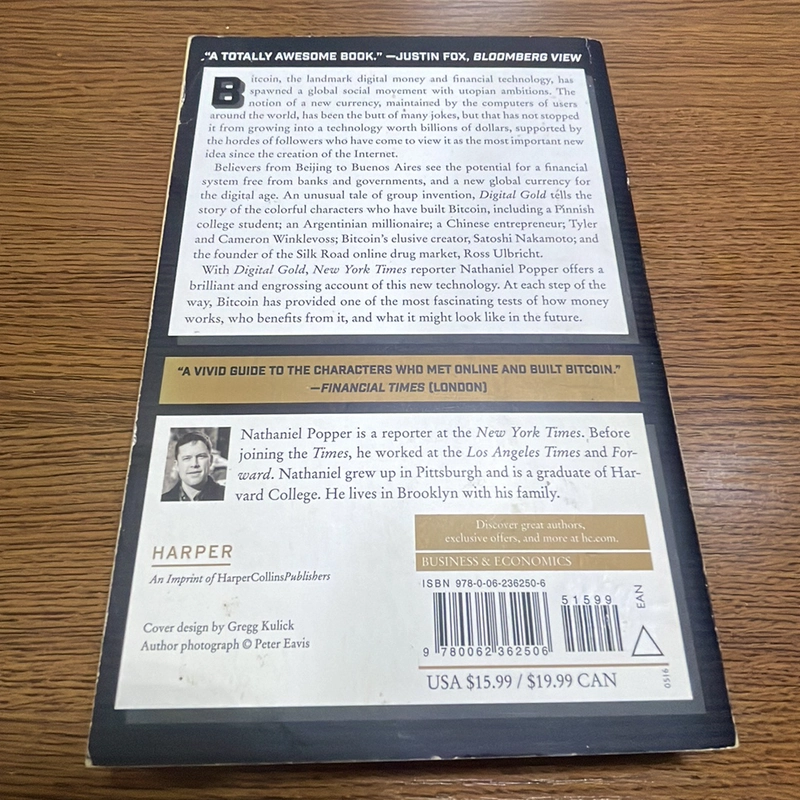 "A TOTALLY AWESOME BOOK." —JUSTIN FOX, BLOOMBERG VIEW
Bitcoin, the landmark digital money and financial technology, has
spawned a global social movement with utopian ambitions. The
notion of a new currency, maintained by the computers of users
around the world, has been the butt of many jokes, but that has not stopped
it from growing into a technology worth billions of dollars, supported by
the hordes of followers who have come to view it as the most important new
idea since the creation of the Internet.
Believers from Beijing to Buenos Aires see the potential for a financial
system free from banks and governments, and a new global currency for
the digital age. An unusual tale of group invention, Digital Gold tells the
story of the colorful characters who have built Bitcoin, including a Finnish
college student; an Argentinian millionaire; a Chinese entrepreneur; Tyler
and Cameron Winklevoss; Bitcoin's elusive creator, Satoshi Nakamoto; and
the founder of the Silk Road online drug market, Ross Ulbricht.
With Digital Gold, New York Times reporter Nathaniel Popper offers a
brilliant and engrossing account of this new technology. At each step of the
way, Bitcoin has provided one of the most fascinating tests of how money
works, who benefits from it, and what it might look like in the future.
"A VIVID GUIDE TO THE CHARACTERS WHO MET ONLINE AND BUILT BITCOIN."
—FINANCIAL TIMES (LONDON)
Nathaniel Popper is a reporter at the New York Times. Before
joining the Times, he worked at the Los Angeles Times and For-
ward. Nathaniel grew up in Pittsburgh and is a graduate of Har-
vard College. He lives in Brooklyn with his family.
Discover great authors,
exclusive offers, and more at hc.com.
BUSINESS & ECONOMICS
HARPER
An Imprint of HarperCollinsPublishers
Cover design by Gregg Kulick
Author photograph © Peter Eavis
ISBN 978-0-06-236250-6
51599
EAN
9 780062 362506
USA $15.99 / $19.99 CAN
0516